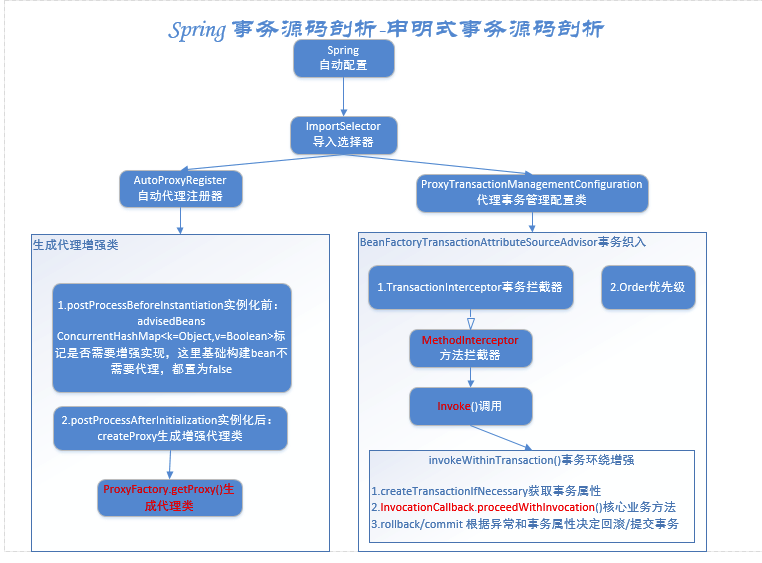 Spring 事务源码剖析-申明式事务源码剖析
Spring
自动配置
ImportSelector
导入选择器
AutoProxyRegister
自动代理注册器
ProxyTransactionManagementConfiguration
代理事务管理配置类
生成代理增强类
1.postProcessBeforeInstantiation实例化前：
advisedBeans
ConcurrentHashMap<k=Object,v=Boolean>标
记是否需要增强实现，这里基础构建bean不
需要代理，都置为false
2.postProcessAfterInitialization实例化后：
createProxy生成增强代理类
ProxyFactory.getProxy()生
成代理类
BeanFactoryTransactionAttributeSourceAdvisor事务织入
1.TransactionInterceptor事务拦截器
2.Order优先级
MethodInterceptor
方法拦截器
Invoke()调用
invokeWithinTransaction()事务环绕增强
1.createTransactionIfNecessary获取事务属性
2.InvocationCallback.proceedWithInvocation()核心业务方法
3.rollback/commit 根据异常和事务属性决定回滚/提交事务